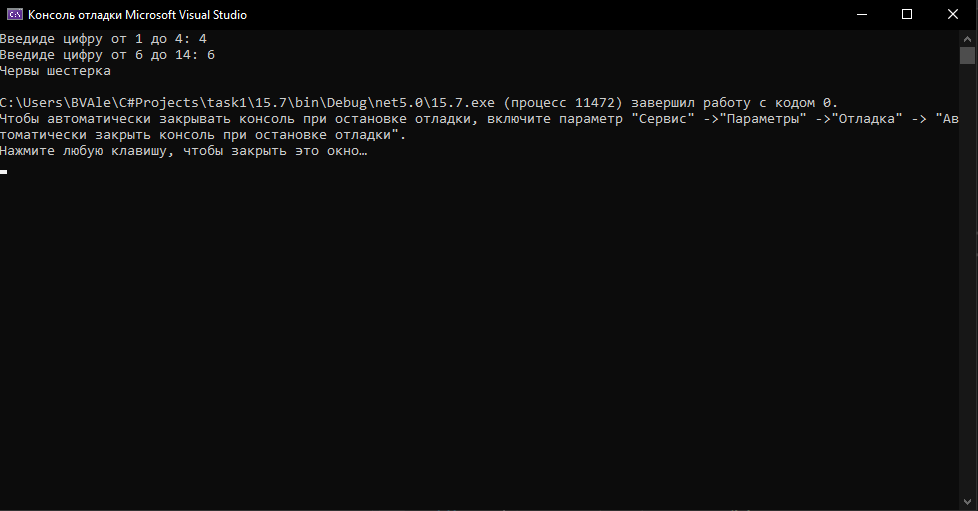 Консоль отладки Microsoft Visual Studio
Введиде цифру от 1 до 4: 4
Введиде цифру от 6 до 14: 6
Червы шестерка
C:\Users\BVAle\C#Projects\task1\15.7\bin\Debug\net5.0\15.7.exe (процесс 11472) завершил работу с кодом 0.
Чтобы автоматически закрывать консоль при остановке отладки, включите параметр "Сервис" ->"Параметры" ->"Отладка" -> "Ав
томатически закрыть консоль при остановке отладки".
Нажмите любую клавишу, чтобы закрыть это окно…